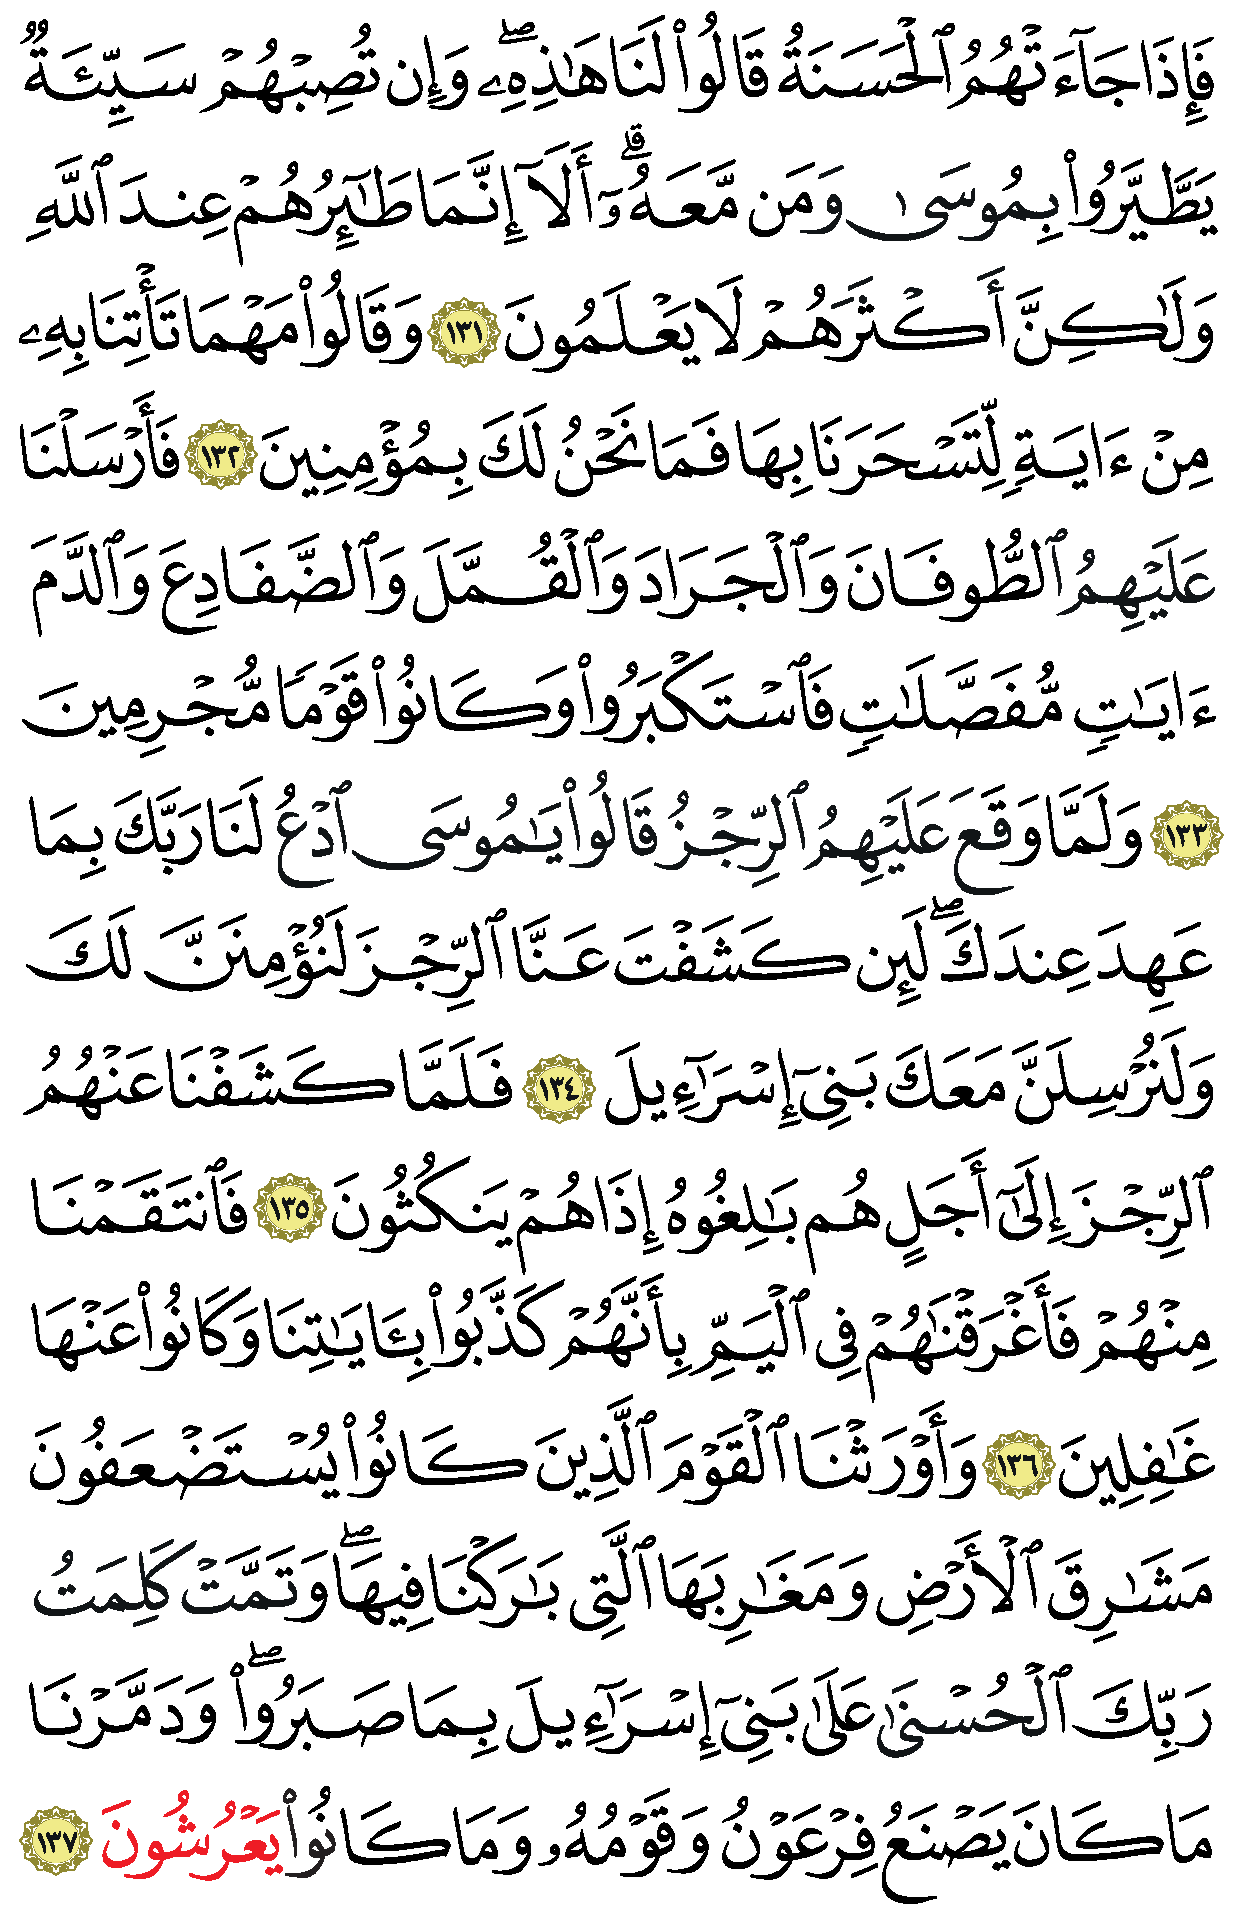 فَإِذَا جَآءَتْهُمُ ٱلْحَسَنَةُ قَالُوا۟ لَنَا هَـٰذِهِۦ ۖ وَإِن تُصِبْهُمْ سَيِّئَةٌ
يَطَّيَّرُوا۟ بِمُوسَىٰ وَمَن مَّعَهُۥٓ ۗ أَلَآ إِنَّمَا طَـٰٓئِرُهُمْ عِندَ ٱللَّهِ
وَلَـٰكِنَّ أَكْثَرَهُمْ لَا يَعْلَمُونَ ١٣١ وَقَالُوا۟ مَهْمَا تَأْتِنَا بِهِۦ
مِنْ ءَايَةٍ لِّتَسْحَرَنَا بِهَا فَمَا نَحْنُ لَكَ بِمُؤْمِنِينَ ١٣٢ فَأَرْسَلْنَا
عَلَيْهِمُ ٱلطُّوفَانَ وَٱلْجَرَادَ وَٱلْقُمَّلَ وَٱلضَّفَادِعَ وَٱلدَّمَ
ءَايَـٰتٍ مُّفَصَّلَـٰتٍ فَٱسْتَكْبَرُوا۟ وَكَانُوا۟ قَوْمًا مُّجْرِمِينَ
١٣٣ وَلَمَّا وَقَعَ عَلَيْهِمُ ٱلرِّجْزُ قَالُوا۟ يَـٰمُوسَى ٱدْعُ لَنَا رَبَّكَ بِمَا
عَهِدَ عِندَكَ ۖ لَئِن كَشَفْتَ عَنَّا ٱلرِّجْزَ لَنُؤْمِنَنَّ لَكَ
وَلَنُرْسِلَنَّ مَعَكَ بَنِىٓ إِسْرَٰٓءِيلَ ١٣٤ فَلَمَّا كَشَفْنَا عَنْهُمُ
ٱلرِّجْزَ إِلَىٰٓ أَجَلٍ هُم بَـٰلِغُوهُ إِذَا هُمْ يَنكُثُونَ ١٣٥ فَٱنتَقَمْنَا
مِنْهُمْ فَأَغْرَقْنَـٰهُمْ فِى ٱلْيَمِّ بِأَنَّهُمْ كَذَّبُوا۟ بِـَٔايَـٰتِنَا وَكَانُوا۟ عَنْهَا
غَـٰفِلِينَ ١٣٦ وَأَوْرَثْنَا ٱلْقَوْمَ ٱلَّذِينَ كَانُوا۟ يُسْتَضْعَفُونَ
مَشَـٰرِقَ ٱلْأَرْضِ وَمَغَـٰرِبَهَا ٱلَّتِى بَـٰرَكْنَا فِيهَا ۖ وَتَمَّتْ كَلِمَتُ
رَبِّكَ ٱلْحُسْنَىٰ عَلَىٰ بَنِىٓ إِسْرَٰٓءِيلَ بِمَا صَبَرُوا۟ ۖ وَدَمَّرْنَا
مَا كَانَ يَصْنَعُ فِرْعَوْنُ وَقَوْمُهُۥ وَمَا كَانُوا۟ يَعْرُشُونَ ١٣٧